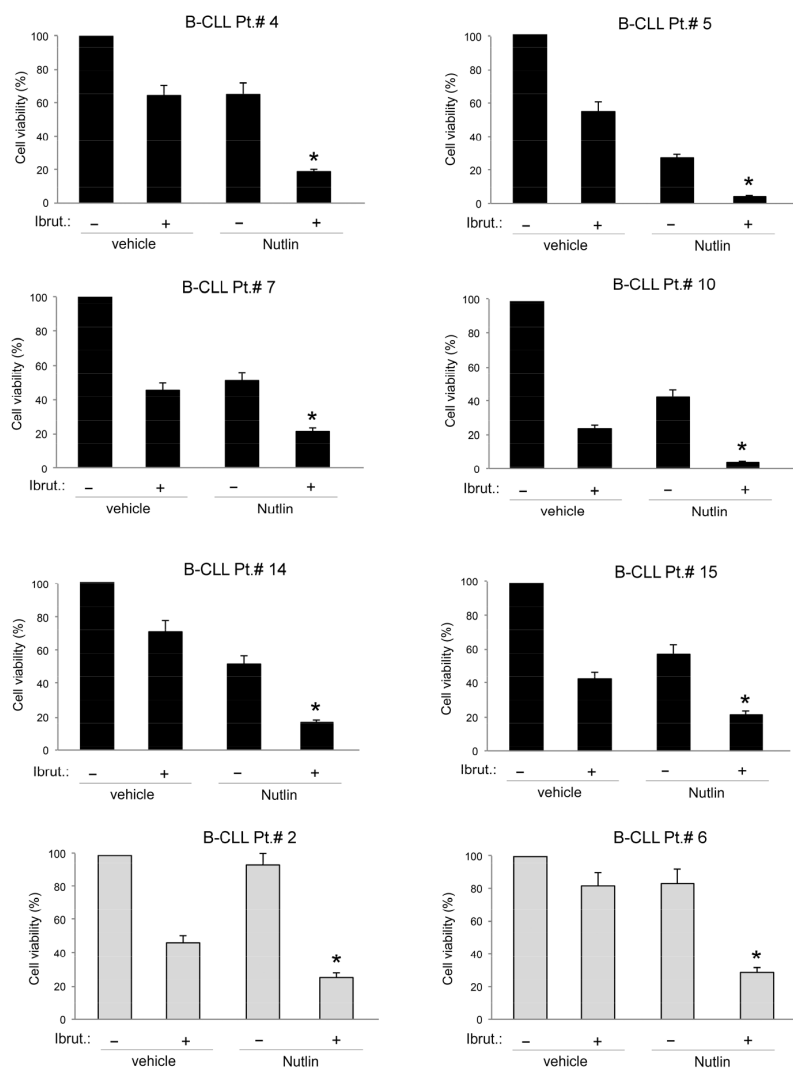 B-CLL Pt.# 4
Cell viability (%)
100
80
60
40
20
0
*
Ibrut.: – + – +
vehicle Nutlin
B-CLL Pt.# 5
Cell viability (%)
100
80
60
40
20
0
*
Ibrut.: – + – +
vehicle Nutlin
B-CLL Pt.# 7
Cell viability (%)
100
80
60
40
20
0
*
Ibrut.: – + – +
vehicle Nutlin
B-CLL Pt.# 10
Cell viability (%)
100
80
60
40
20
0
*
Ibrut.: – + – +
vehicle Nutlin
B-CLL Pt.# 14
Cell viability (%)
100
80
60
40
20
0
*
Ibrut.: – + – +
vehicle Nutlin
B-CLL Pt.# 15
Cell viability (%)
100
80
60
40
20
0
*
Ibrut.: – + – +
vehicle Nutlin
B-CLL Pt.# 2
Cell viability (%)
100
80
60
40
20
0
*
Ibrut.: – + – +
vehicle Nutlin
B-CLL Pt.# 6
Cell viability (%)
100
80
60
40
20
0
*
Ibrut.: – + – +
vehicle Nutlin